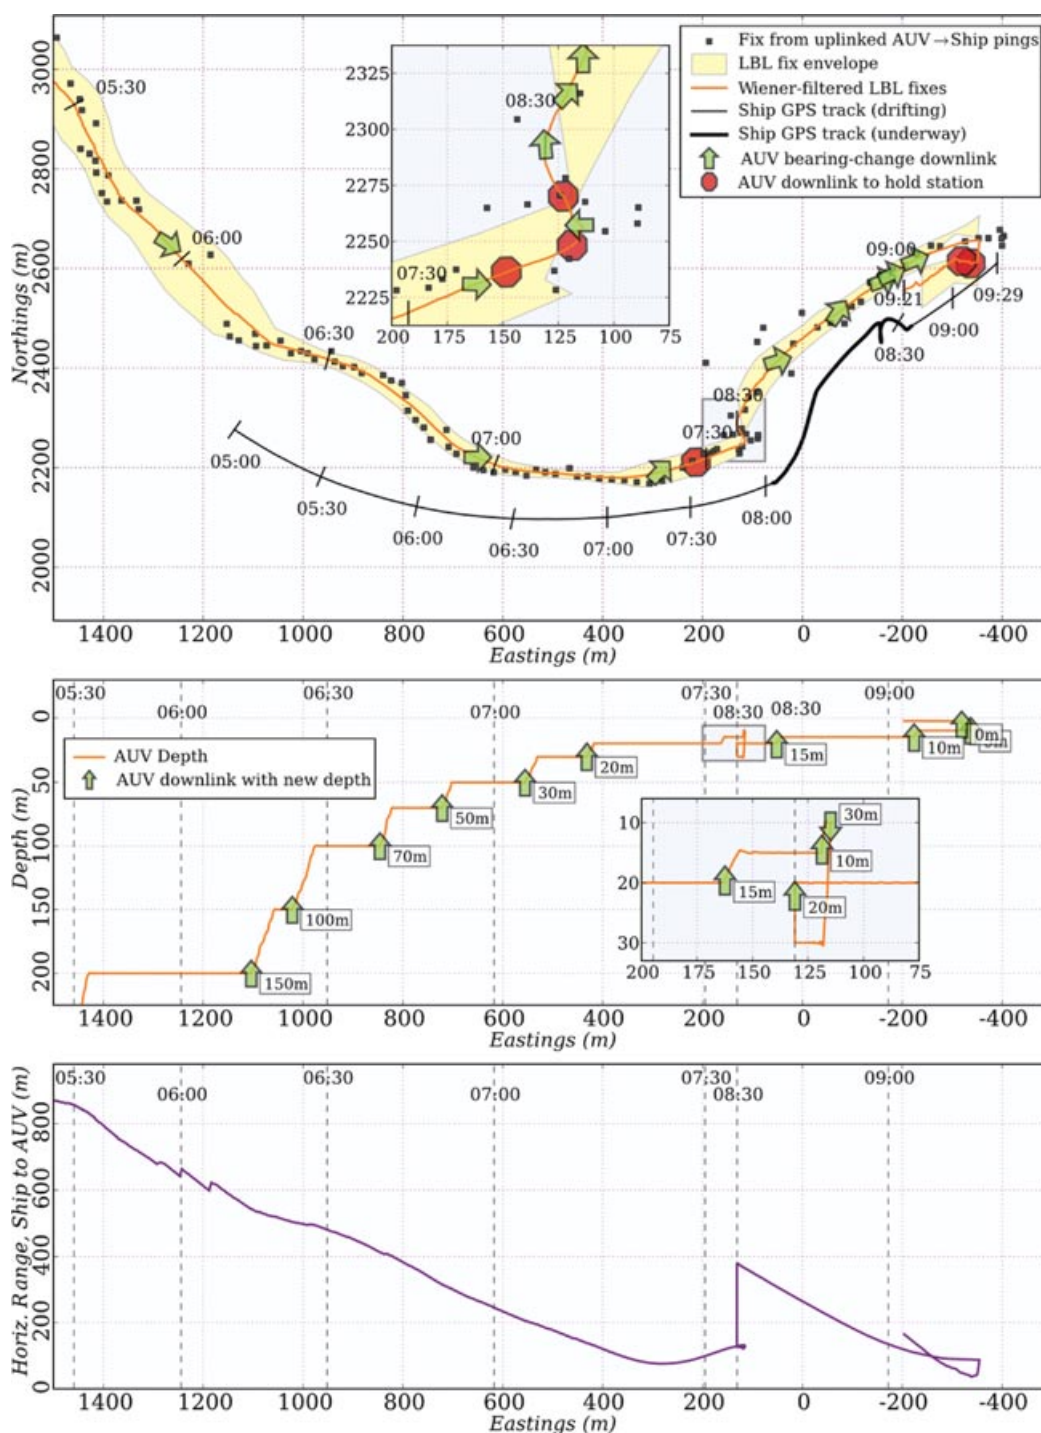 Fix from uplinked AUV→Ship pings
LBL fix envelope
Wiener-filtered LBL fixes
Ship GPS track (drifting)
Ship GPS track (underway)
AUV bearing-change downlink
AUV downlink to hold station
Northings (m)
3000
2800
2600
2400
2200
2000
05:30
06:00
06:30
07:00
07:30
08:30
09:00
09:21
09:29
09:00
08:30
05:00
05:30
06:00
06:30
07:00
07:30
08:00
2325
2300
2275
2250
2225
08:30
07:30
200 175 150 125 100 75
1400 1200 1000 800 600 400 200 0 -200 -400
Eastings (m)
05:30 06:30 07:30 09:00
06:00 07:00 08:30 08:30
Depth (m)
0
50
100
150
200
AUV Depth
AUV downlink with new depth
150m
100m
70m
50m
30m
20m
15m
10m
0m
10
20
30
30m
10m
15m
20m
200 175 150 125 100 75
1400 1200 1000 800 600 400 200 0 -200 -400
Eastings (m)
05:30 06:30 07:30 09:00
06:00 07:00 08:30
Horiz. Range, Ship to AUV (m)
800
600
400
200
0
1400 1200 1000 800 600 400 200 0 -200 -400
Eastings (m)